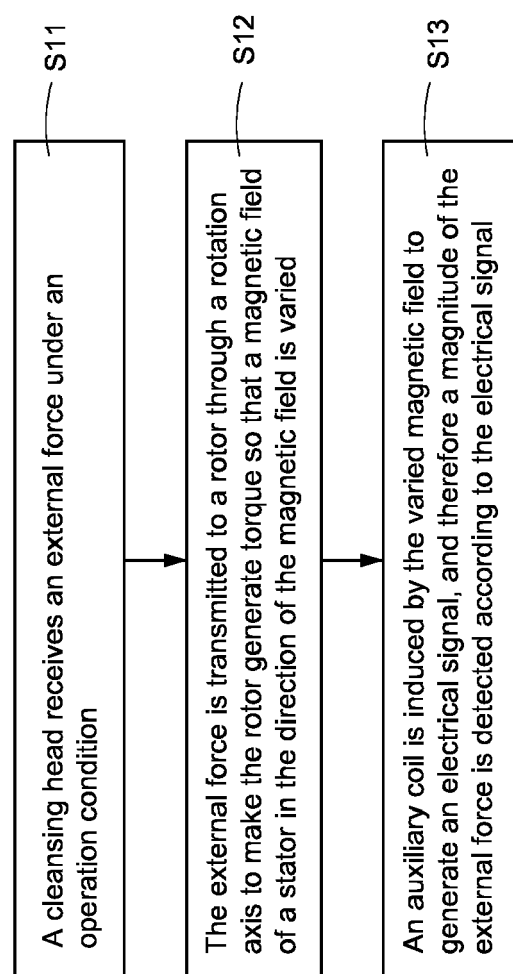 A cleansing head receives an external force under an
operation condition
S11
The external force is transmitted to a rotor through a rotation
axis to make the rotor generate torque so that a magnetic field
of a stator in the direction of the magnetic field is varied
S12
An auxiliary coil is induced by the varied magnetic field to
generate an electrical signal, and therefore a magnitude of the
external force is detected according to the electrical signal
S13